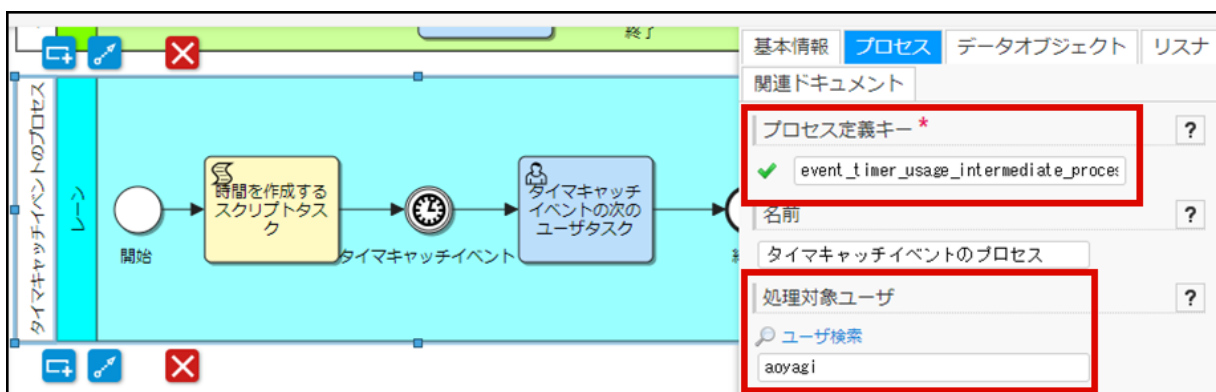 終了
タイマキャッチイベントのプロセス
レーン
開始
時間を作成する
スクリプトタス
ク
タイマキャッチイベント
タイマキャッチ
イベントの次の
ユーザタスク
基本情報 プロセス データオブジェクト リスナ
関連ドキュメント
プロセス定義キー * ?
event_timer_usage_intermediate_proces
名前 ?
タイマキャッチイベントのプロセス
処理対象ユーザ ?
ユーザ検索
aoyagi